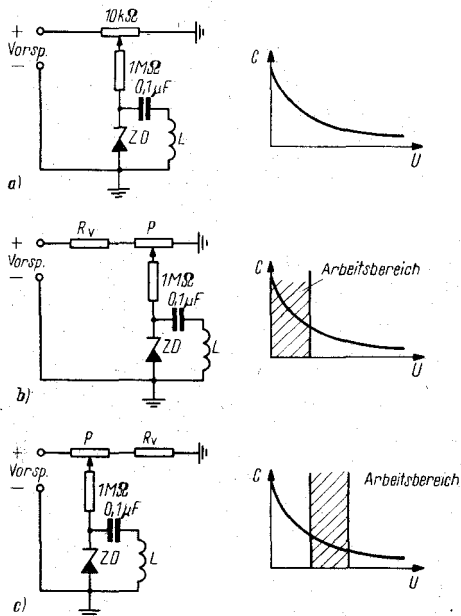 10kΩ
+
Vorsp.
−
1MΩ
0,1µF
ZD
L
a)
C
U
+
Rv
P
Vorsp.
−
1MΩ
0,1µF
ZD
L
b)
C
Arbeitsbereich
U
+
P
Rv
Vorsp.
−
1MΩ
0,1µF
ZD
L
c)
C
Arbeitsbereich
U